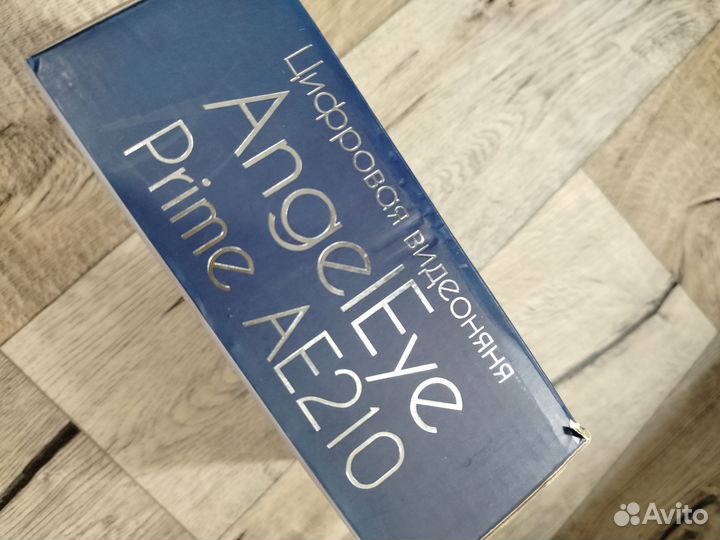 Цифровая видеоняня
AngelEye
Prime AE210
Avito